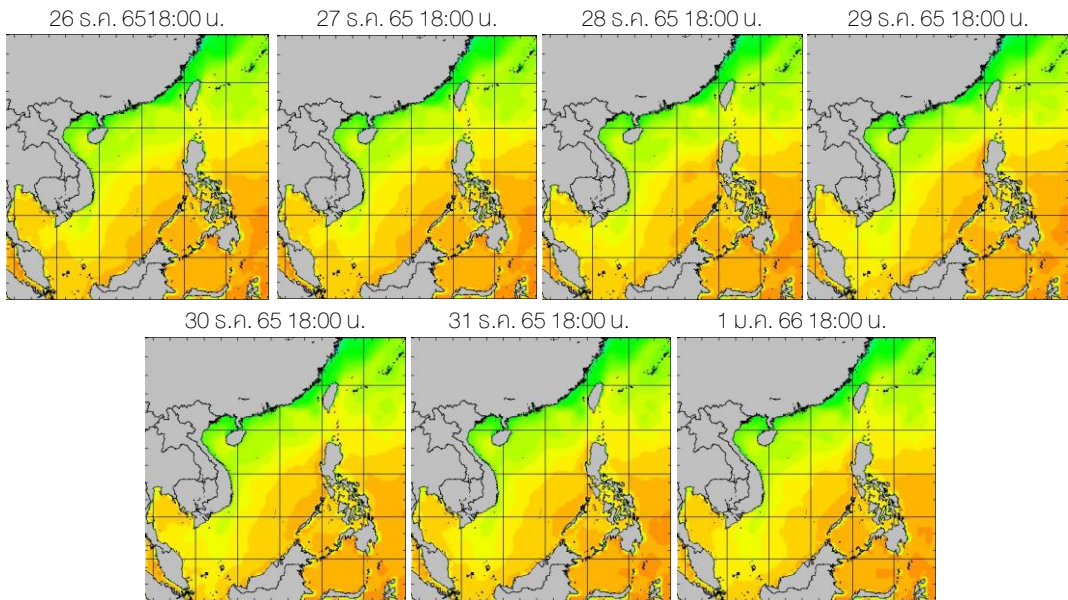 26 ธ.ค. 6518:00 น.
27 ธ.ค. 65 18:00 น.
28 ธ.ค. 65 18:00 น.
29 ธ.ค. 65 18:00 น.
30 ธ.ค. 65 18:00 น.
31 ธ.ค. 65 18:00 น.
1 ม.ค. 66 18:00 น.